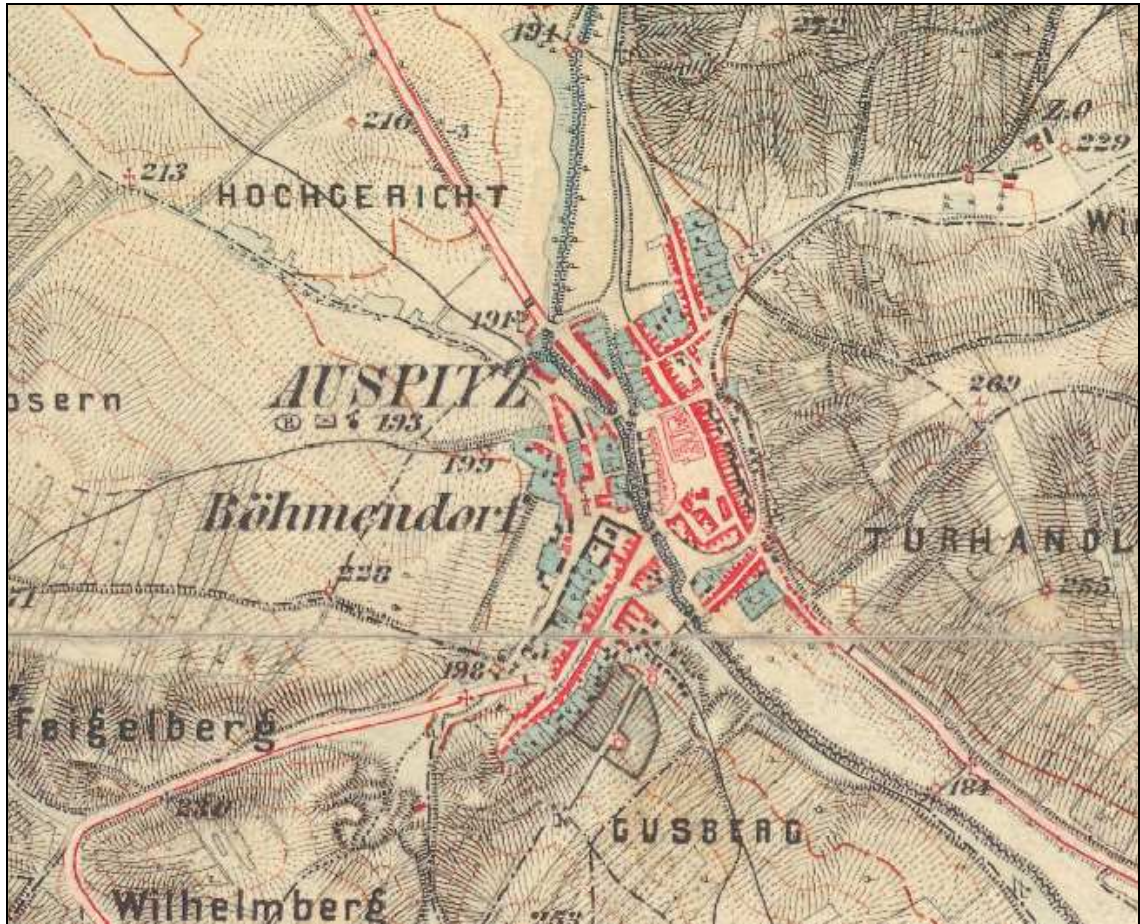 194
272
Z.O
216
229
213
HOCHGERICHT
191
269
AUSPITZ
B 193
199
Böhmendorf
TURHANDL
228
255
198
Feigelberg
184
230
GUSBERG
Wilhelmberg